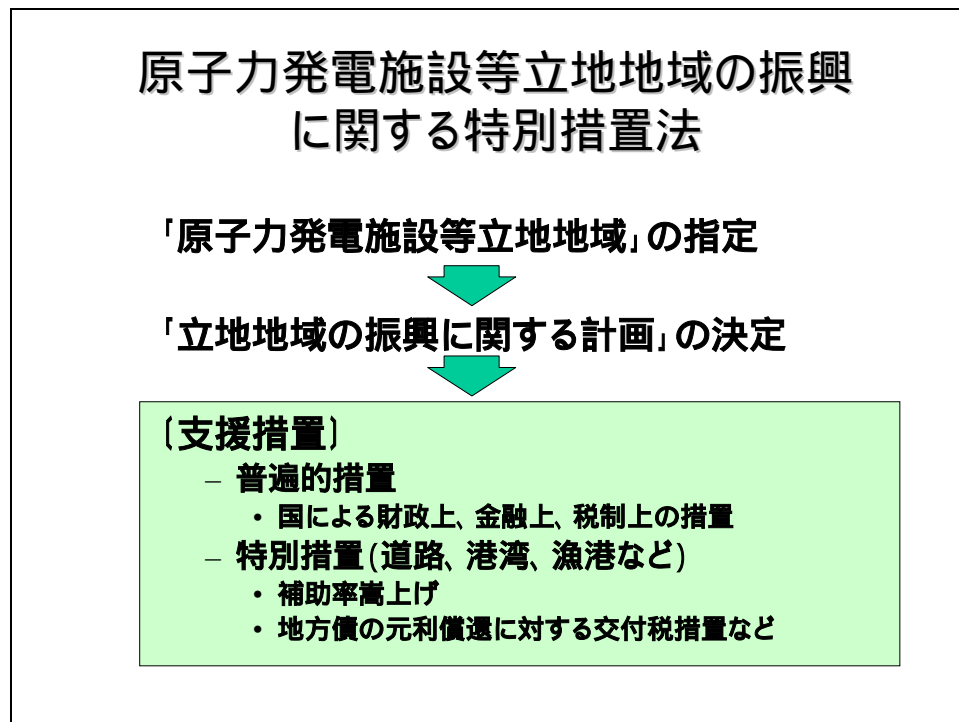 原子力発電施設等立地地域の振興
に関する特別措置法
「原子力発電施設等立地地域」の指定
「立地地域の振興に関する計画」の決定
〔支援措置〕
– 普遍的措置
• 国による財政上、金融上、税制上の措置
– 特別措置(道路、港湾、漁港など)
• 補助率嵩上げ
• 地方債の元利償還に対する交付税措置など